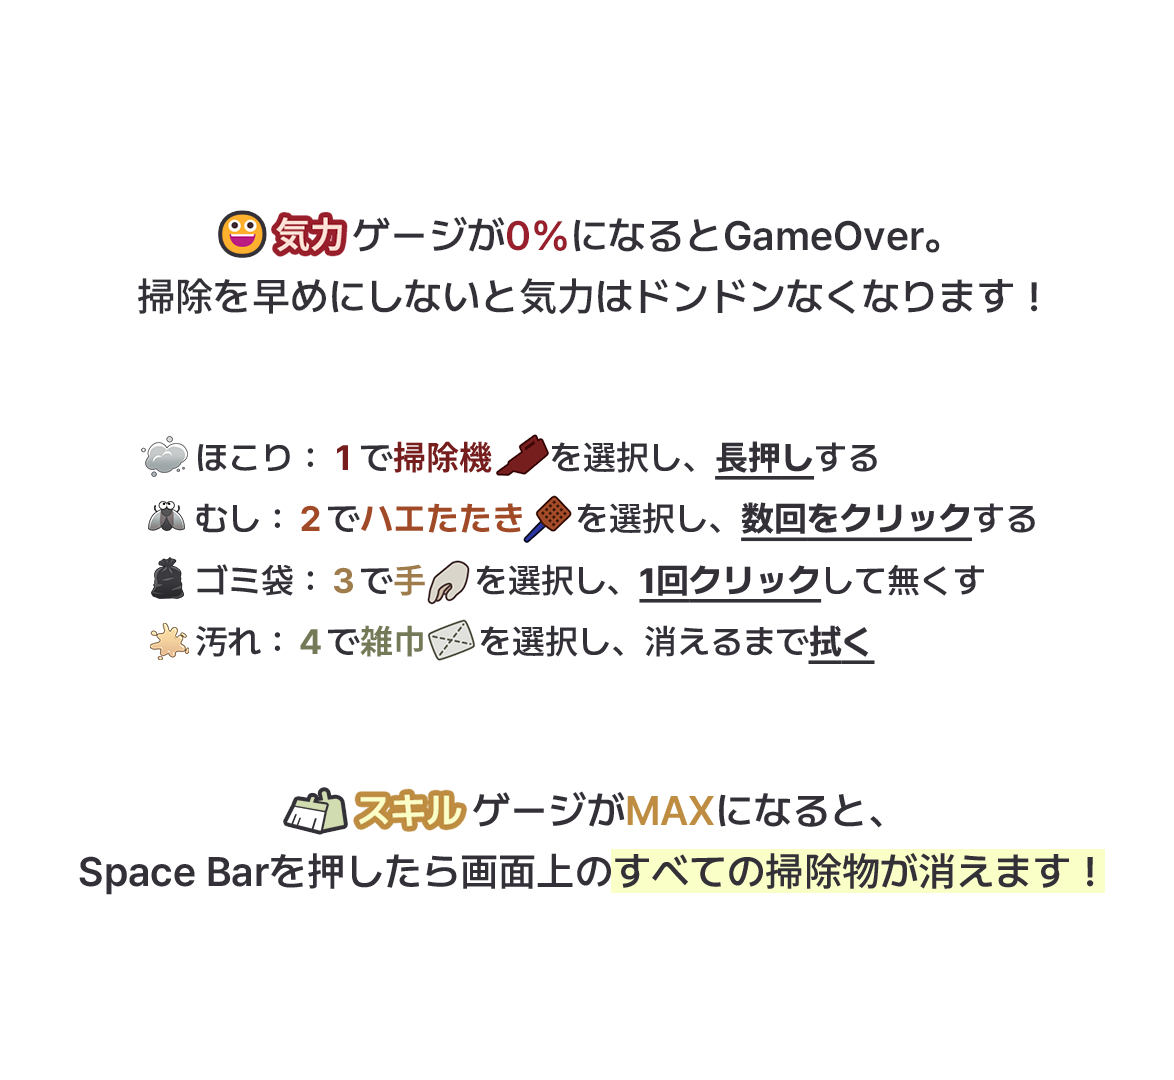 気力ゲージが0%になるとGameOver。
掃除を早めにしないと気力はドンドンなくなります！
ほこり：1で掃除機を選択し、長押しする
むし：2でハエたたきを選択し、数回をクリックする
ゴミ袋：3で手を選択し、1回クリックして無くす
汚れ：4で雑巾を選択し、消えるまで拭く
スキルゲージがMAXになると、
Space Barを押したら画面上のすべての掃除物が消えます！